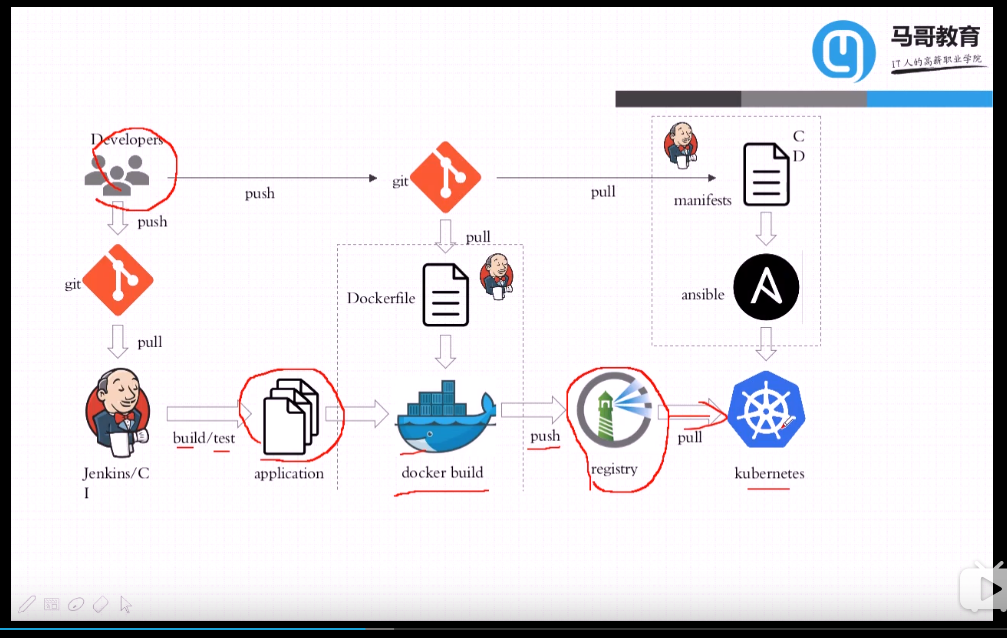 马哥教育
IT人的高薪职业学院
Developers
push
git
pull
C
D
manifests
push
pull
git
Dockerfile
ansible
pull
build/test
push
pull
Jenkins/C
I
application
docker build
registry
kubernetes